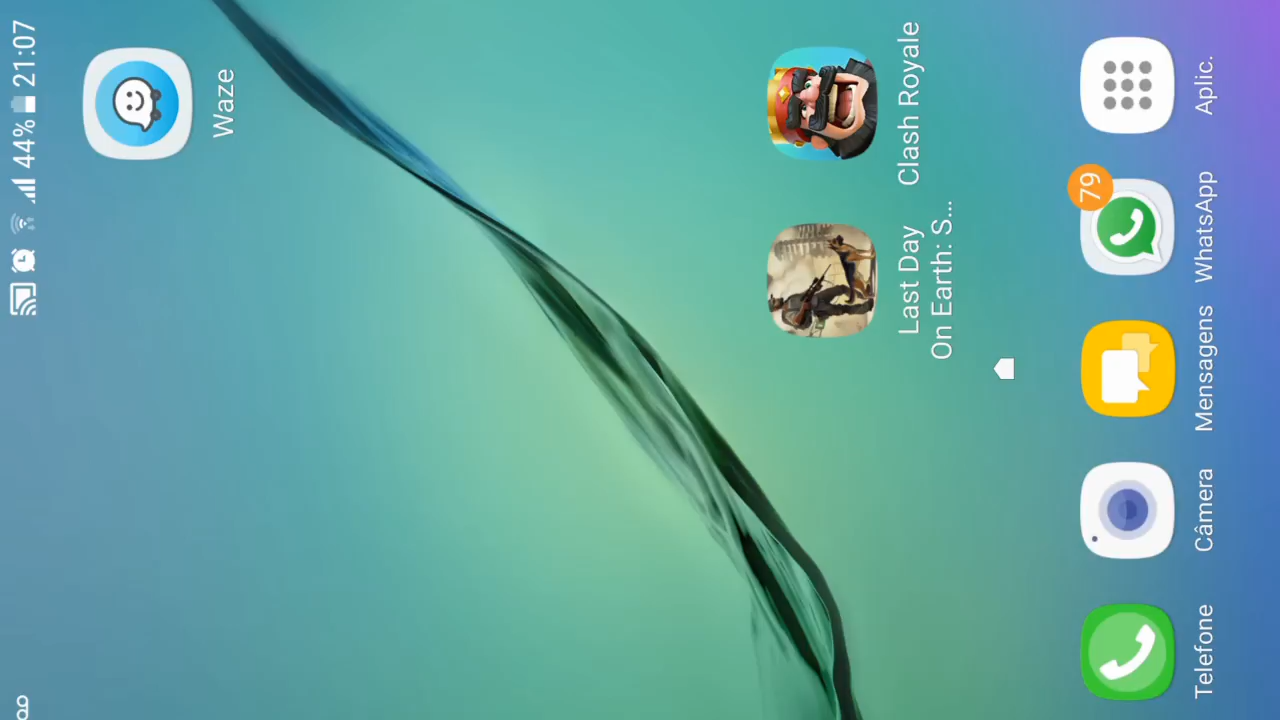 44% 21:07
Waze
Last Day
On Earth: S...
Clash Royale
79
Telefone
Câmera
Mensagens
WhatsApp
Aplic.